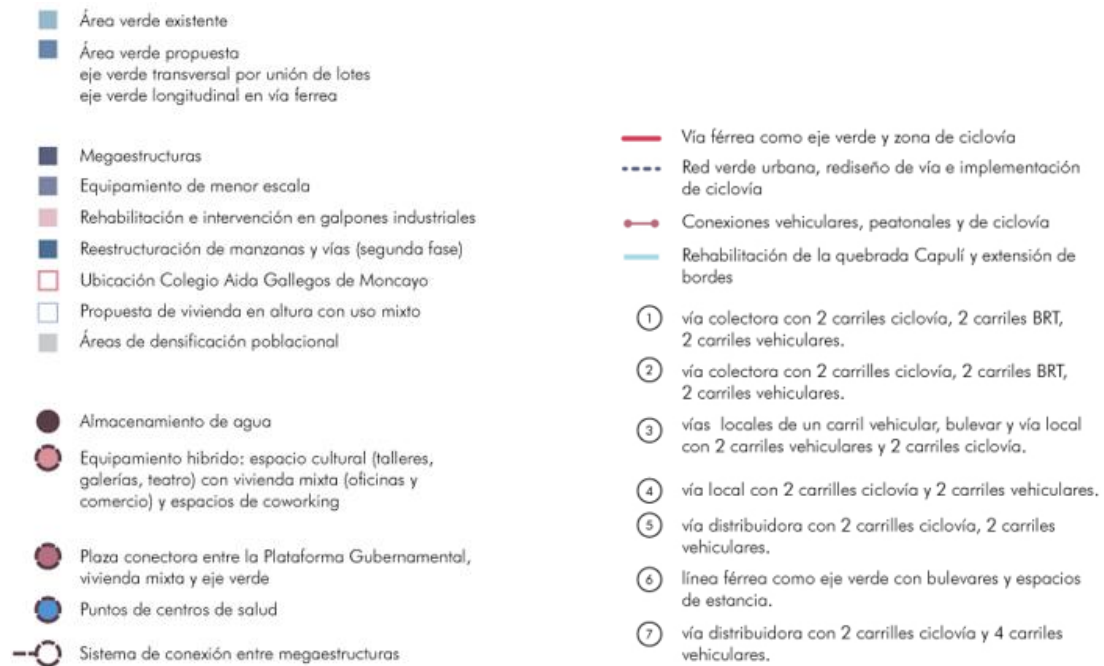 Área verde existente
Área verde propuesta
eje verde transversal por unión de lotes
eje verde longitudinal en vía ferrea
Megaestructuras
Equipamiento de menor escala
Rehabilitación e intervención en galpones industriales
Reestructuración de manzanas y vías (segunda fase)
Ubicación Colegio Aida Gallegos de Moncayo
Propuesta de vivienda en altura con uso mixto
Áreas de densificación poblacional
Almacenamiento de agua
Equipamiento hibrido: espacio cultural (talleres,
galerías, teatro) con vivienda mixta (oficinas y
comercio) y espacios de coworking
Plaza conectora entre la Plataforma Gubernamental,
vivienda mixta y eje verde
Puntos de centros de salud
Sistema de conexión entre megaestructuras
Vía férrea como eje verde y zona de ciclovía
Red verde urbana, rediseño de vía e implementación
de ciclovía
Conexiones vehiculares, peatonales y de ciclovía
Rehabilitación de la quebrada Capulí y extensión de
bordes
1 vía colectora con 2 carriles ciclovía, 2 carriles BRT,
2 carriles vehiculares.
2 vía colectora con 2 carrilles ciclovía, 2 carriles BRT,
2 carriles vehiculares.
3 vías locales de un carril vehicular, bulevar y vía local
con 2 carriles vehiculares y 2 carriles ciclovía.
4 vía local con 2 carrilles ciclovía y 2 carriles vehiculares.
5 vía distribuidora con 2 carrilles ciclovía, 2 carriles
vehiculares.
6 línea férrea como eje verde con bulevares y espacios
de estancia.
7 vía distribuidora con 2 carrilles ciclovía y 4 carriles
vehiculares.